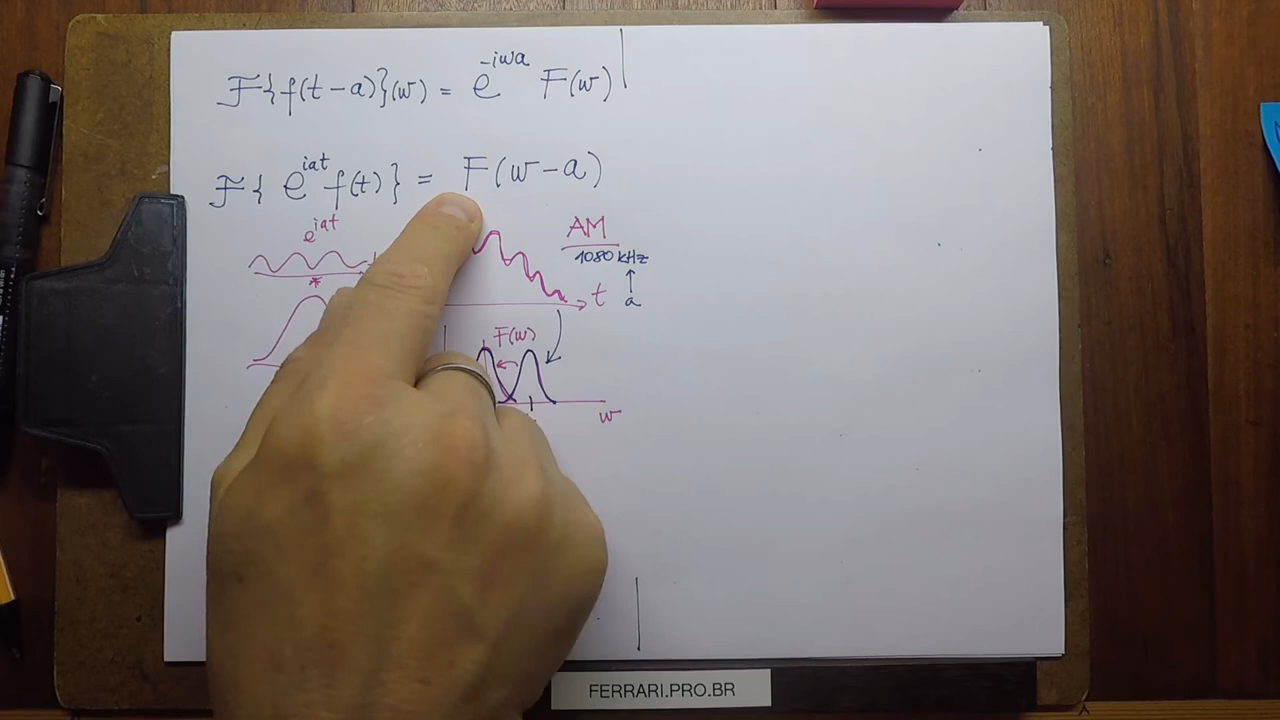 F{f(t-a)}(w) = e^{-iwa} F(w)
F{ e^{iat} f(t)} = F(w-a)
e^{iat}
AM
1080 kHz
↑
a
t
F(w)
w
FERRARI.PRO.BR